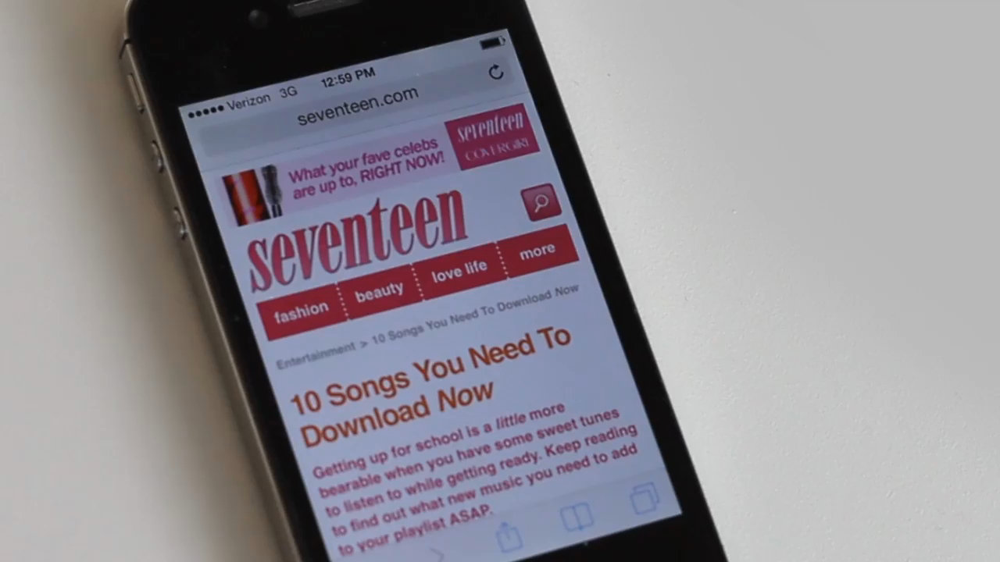 Verizon 3G 12:59 PM
seventeen.com
What your fave celebs
are up to, RIGHT NOW!
seventeen
COVERGIRL
seventeen
fashion beauty love life more
Entertainment > 10 Songs You Need To Download Now
10 Songs You Need To
Download Now
Getting up for school is a little more
bearable when you have some sweet tunes
to listen to while getting ready. Keep reading
to find out what new music you need to add
to your playlist ASAP.